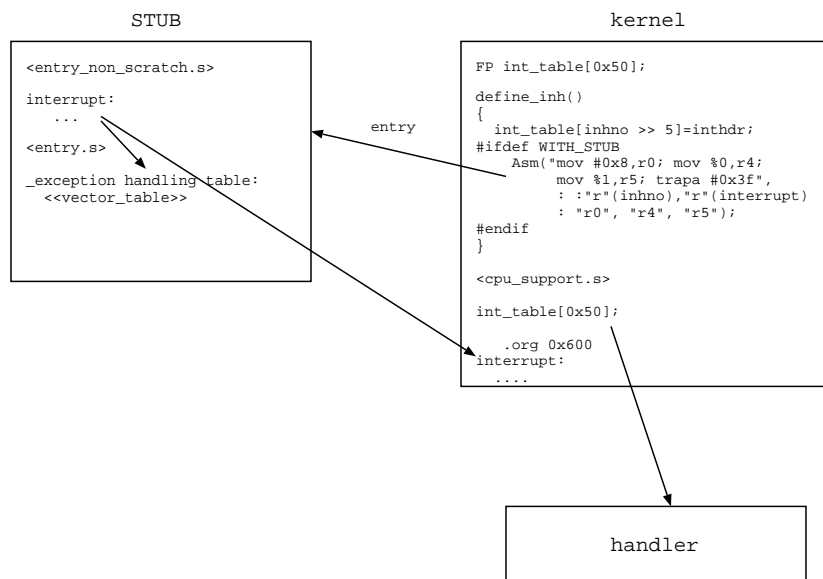 STUB
<entry_non_scratch.s>
interrupt:
...
<entry.s>
_exception handling table:
<<vector_table>>
entry
kernel
FP int_table[0x50];
define_inh()
{
int_table[inhno >> 5]=inthdr;
#ifdef WITH_STUB
Asm("mov #0x8,r0; mov %0,r4;
mov %1,r5; trapa #0x3f",
: :"r"(inhno),"r"(interrupt)
: "r0", "r4", "r5");
#endif
}
<cpu_support.s>
int_table[0x50];
.org 0x600
interrupt:
....
handler